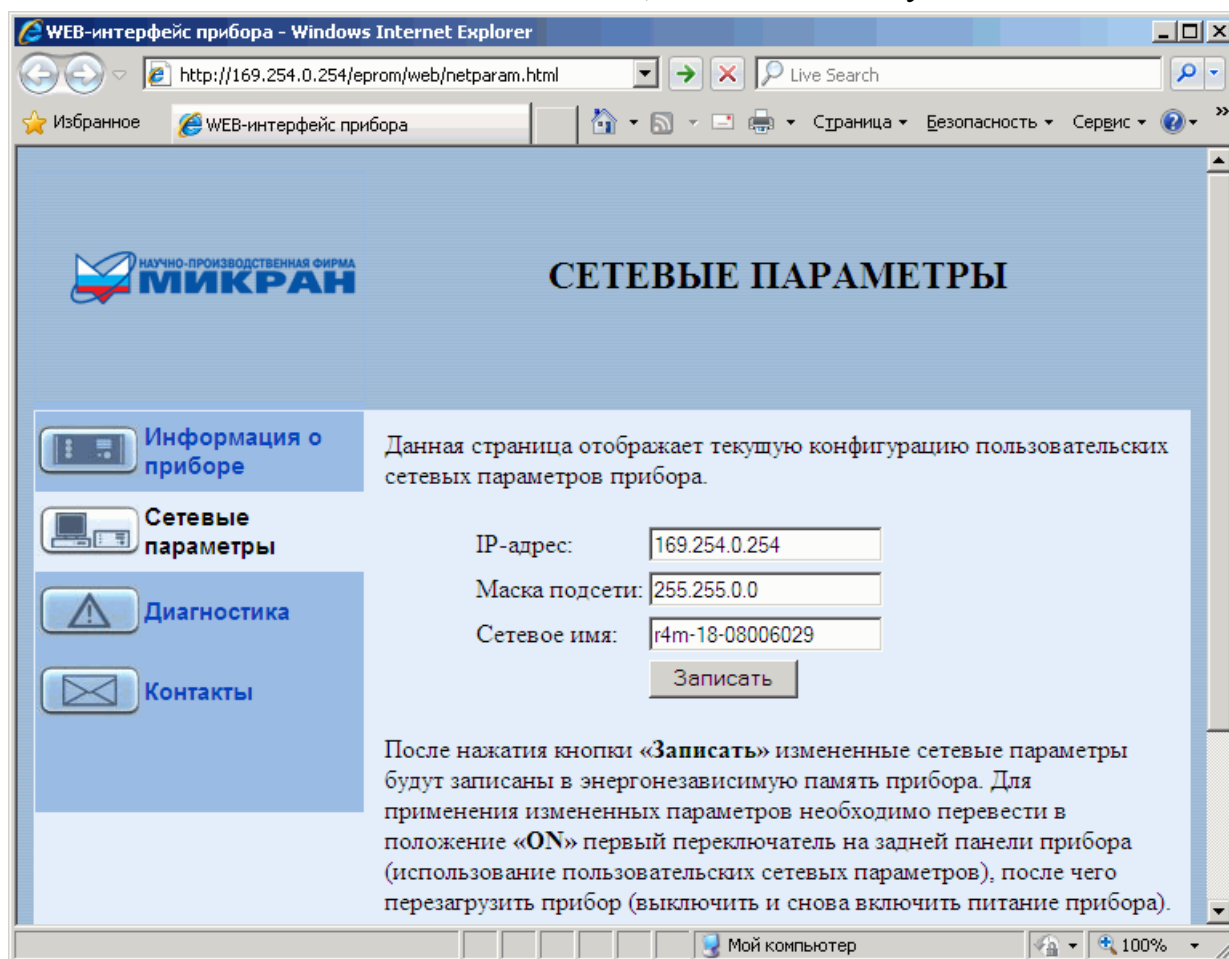 WEB-интерфейс прибора - Windows Internet Explorer
http://169.254.0.254/eprom/web/netparam.html
Live Search
Избранное
WEB-интерфейс прибора
Страница
Безопасность
Сервис
НАУЧНО-ПРОИЗВОДСТВЕННАЯ ФИРМА
МИКРАН
СЕТЕВЫЕ ПАРАМЕТРЫ
Информация о
приборе
Сетевые
параметры
Диагностика
Контакты
Данная страница отображает текущую конфигурацию пользовательских
сетевых параметров прибора.
IP-адрес: 169.254.0.254
Маска подсети: 255.255.0.0
Сетевое имя: r4m-18-08006029
Записать
После нажатия кнопки «Записать» измененные сетевые параметры
будут записаны в энергонезависимую память прибора. Для
применения измененных параметров необходимо перевести в
положение «ON» первый переключатель на задней панели прибора
(использование пользовательских сетевых параметров), после чего
перезагрузить прибор (выключить и снова включить питание прибора).
Мой компьютер
100%